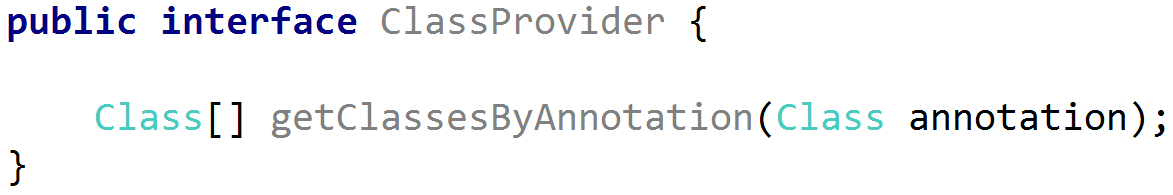 public interface ClassProvider {
    Class[] getClassesByAnnotation(Class annotation);
}